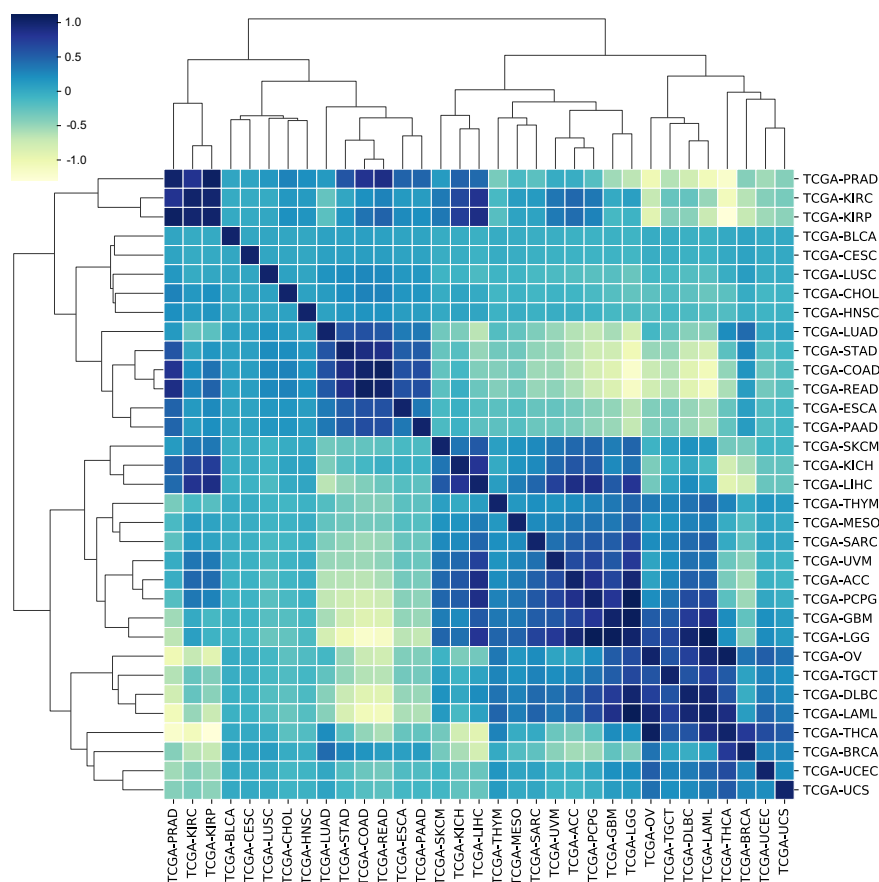 1.0
0.5
0
-0.5
-1.0
TCGA-PRAD
TCGA-KIRC
TCGA-KIRP
TCGA-BLCA
TCGA-CESC
TCGA-LUSC
TCGA-CHOL
TCGA-HNSC
TCGA-LUAD
TCGA-STAD
TCGA-COAD
TCGA-READ
TCGA-ESCA
TCGA-PAAD
TCGA-SKCM
TCGA-KICH
TCGA-LIHC
TCGA-THYM
TCGA-MESO
TCGA-SARC
TCGA-UVM
TCGA-ACC
TCGA-PCPG
TCGA-GBM
TCGA-LGG
TCGA-OV
TCGA-TGCT
TCGA-DLBC
TCGA-LAML
TCGA-THCA
TCGA-BRCA
TCGA-UCEC
TCGA-UCS
TCGA-PRAD
TCGA-KIRC
TCGA-KIRP
TCGA-BLCA
TCGA-CESC
TCGA-LUSC
TCGA-CHOL
TCGA-HNSC
TCGA-LUAD
TCGA-STAD
TCGA-COAD
TCGA-READ
TCGA-ESCA
TCGA-PAAD
TCGA-SKCM
TCGA-KICH
TCGA-LIHC
TCGA-THYM
TCGA-MESO
TCGA-SARC
TCGA-UVM
TCGA-ACC
TCGA-PCPG
TCGA-GBM
TCGA-LGG
TCGA-OV
TCGA-TGCT
TCGA-DLBC
TCGA-LAML
TCGA-THCA
TCGA-BRCA
TCGA-UCEC
TCGA-UCS